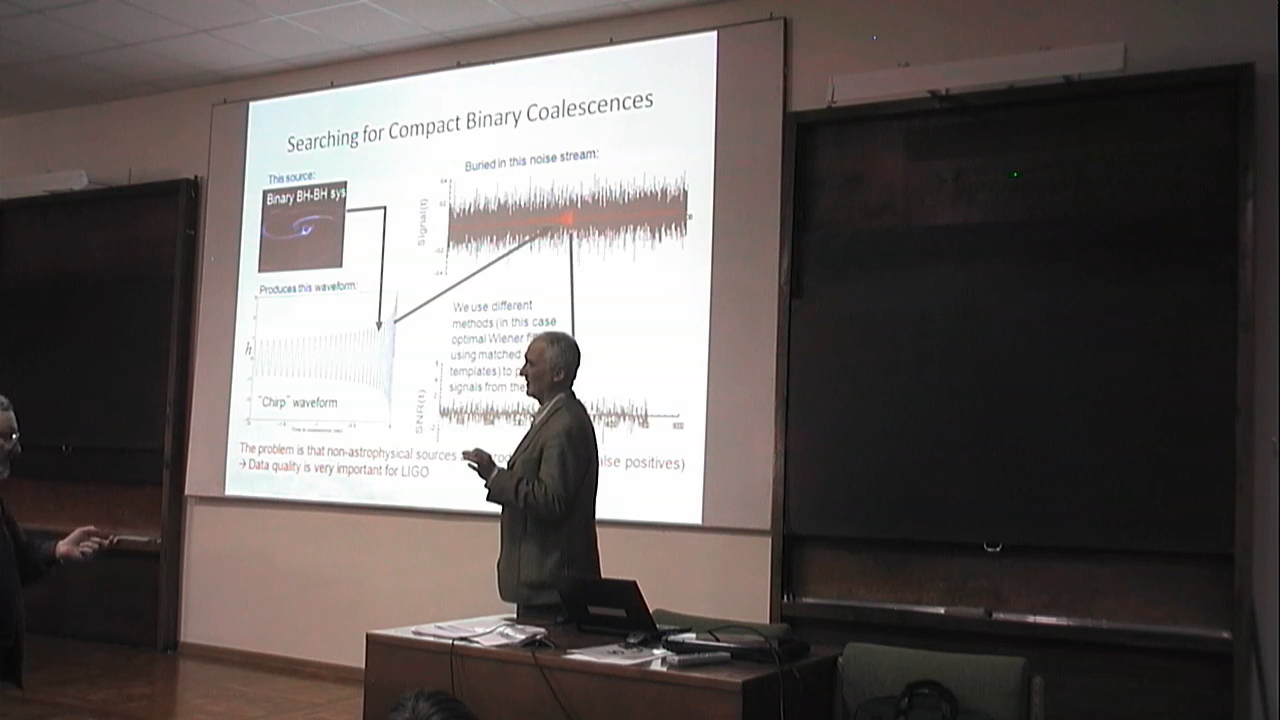 Searching for Compact Binary Coalescences
This source:
Binary BH-BH sys
Produces this waveform:
h
"Chirp" waveform
Buried in this noise stream:
Signal(t)
We use different
methods (in this case
optimal Wiener
using matched
templates) to
signals from the
SNR(t)
The problem is that non-astrophysical sources
positives)
→ Data quality is very important for LIGO